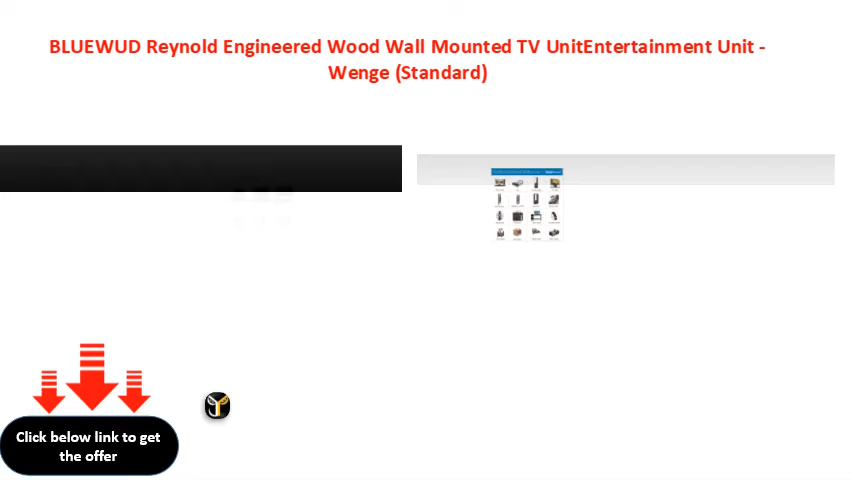 BLUEWUD Reynold Engineered Wood Wall Mounted TV UnitEntertainment Unit -
Wenge (Standard)
Click below link to get
the offer